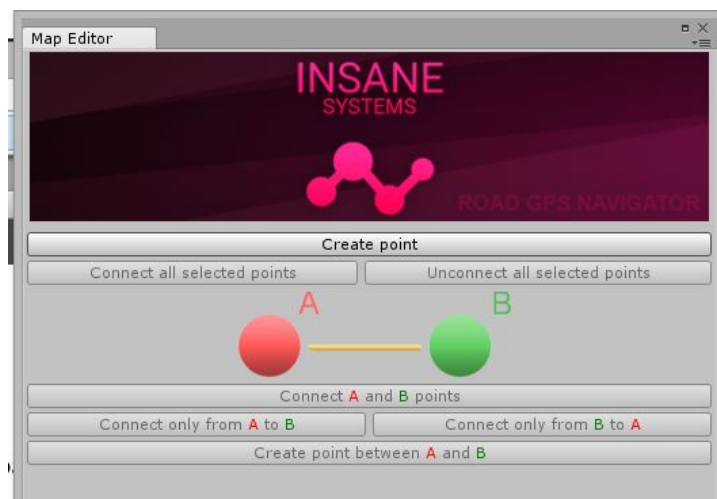 Map Editor
INSANE
SYSTEMS
ROAD GPS NAVIGATOR
Create point
Connect all selected points
Unconnect all selected points
A
B
Connect A and B points
Connect only from A to B
Connect only from B to A
Create point between A and B